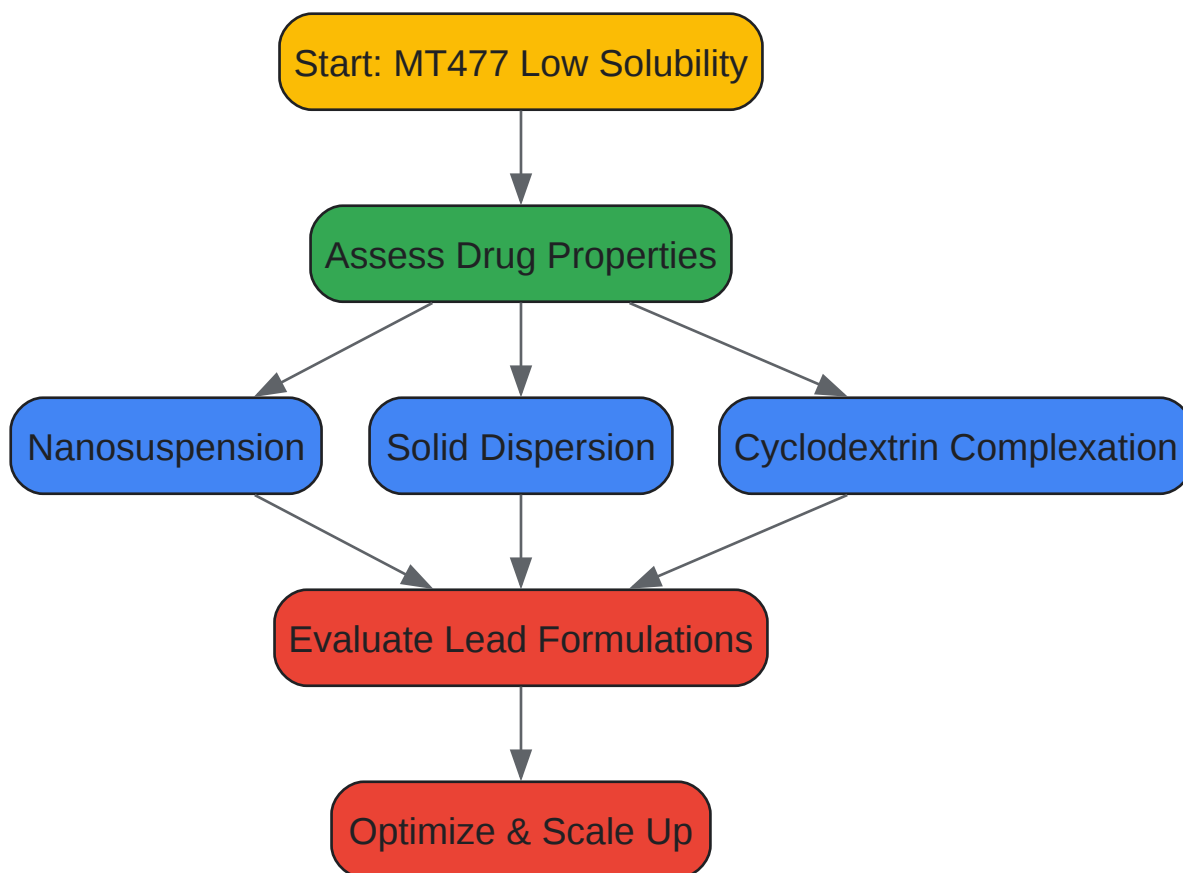 Start: MT477 Low Solubility
Assess Drug Properties
Nanosuspension
Solid Dispersion
Cyclodextrin Complexation
Evaluate Lead Formulations
Optimize & Scale Up